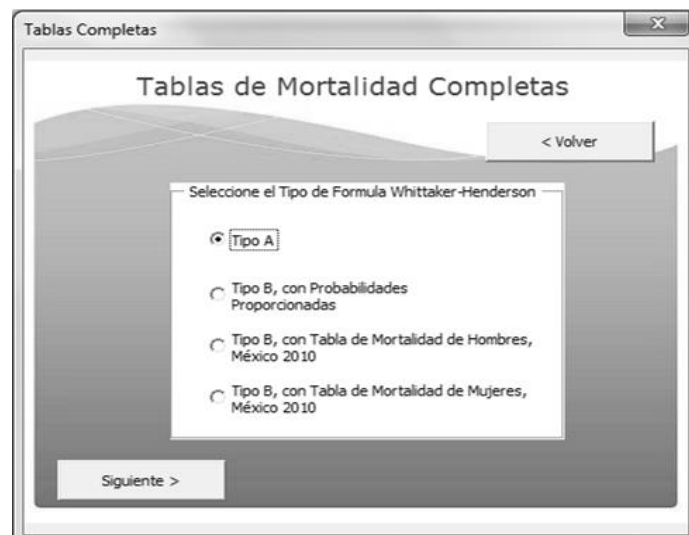 Tablas Completas
Tablas de Mortalidad Completas
< Volver
Seleccione el Tipo de Formula Whittaker-Henderson
Tipo A
Tipo B, con Probabilidades
Proporcionadas
Tipo B, con Tabla de Mortalidad de Hombres,
México 2010
Tipo B, con Tabla de Mortalidad de Mujeres,
México 2010
Siguiente >